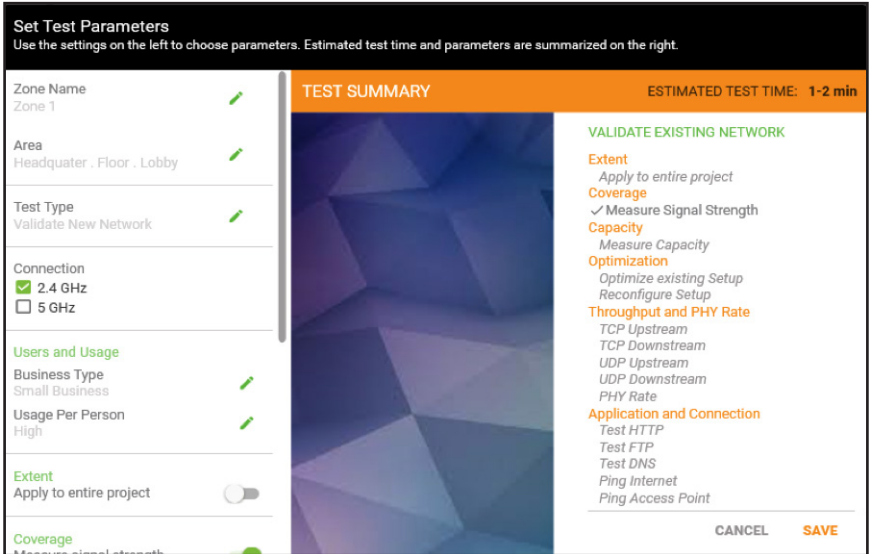 Set Test Parameters
Use the settings on the left to choose parameters. Estimated test time and parameters are summarized on the right.
Zone Name
Zone 1
Area
Headquater . Floor . Lobby
Test Type
Validate New Network
Connection
2.4 GHz
5 GHz
Users and Usage
Business Type
Small Business
Usage Per Person
High
Extent
Apply to entire project
Coverage
Measure signal strength
TEST SUMMARY
ESTIMATED TEST TIME: 1-2 min
VALIDATE EXISTING NETWORK
Extent
Apply to entire project
Coverage
Measure Signal Strength
Capacity
Measure Capacity
Optimization
Optimize existing Setup
Reconfigure Setup
Throughput and PHY Rate
TCP Upstream
TCP Downstream
UDP Upstream
UDP Downstream
PHY Rate
Application and Connection
Test HTTP
Test FTP
Test DNS
Ping Internet
Ping Access Point
CANCEL SAVE